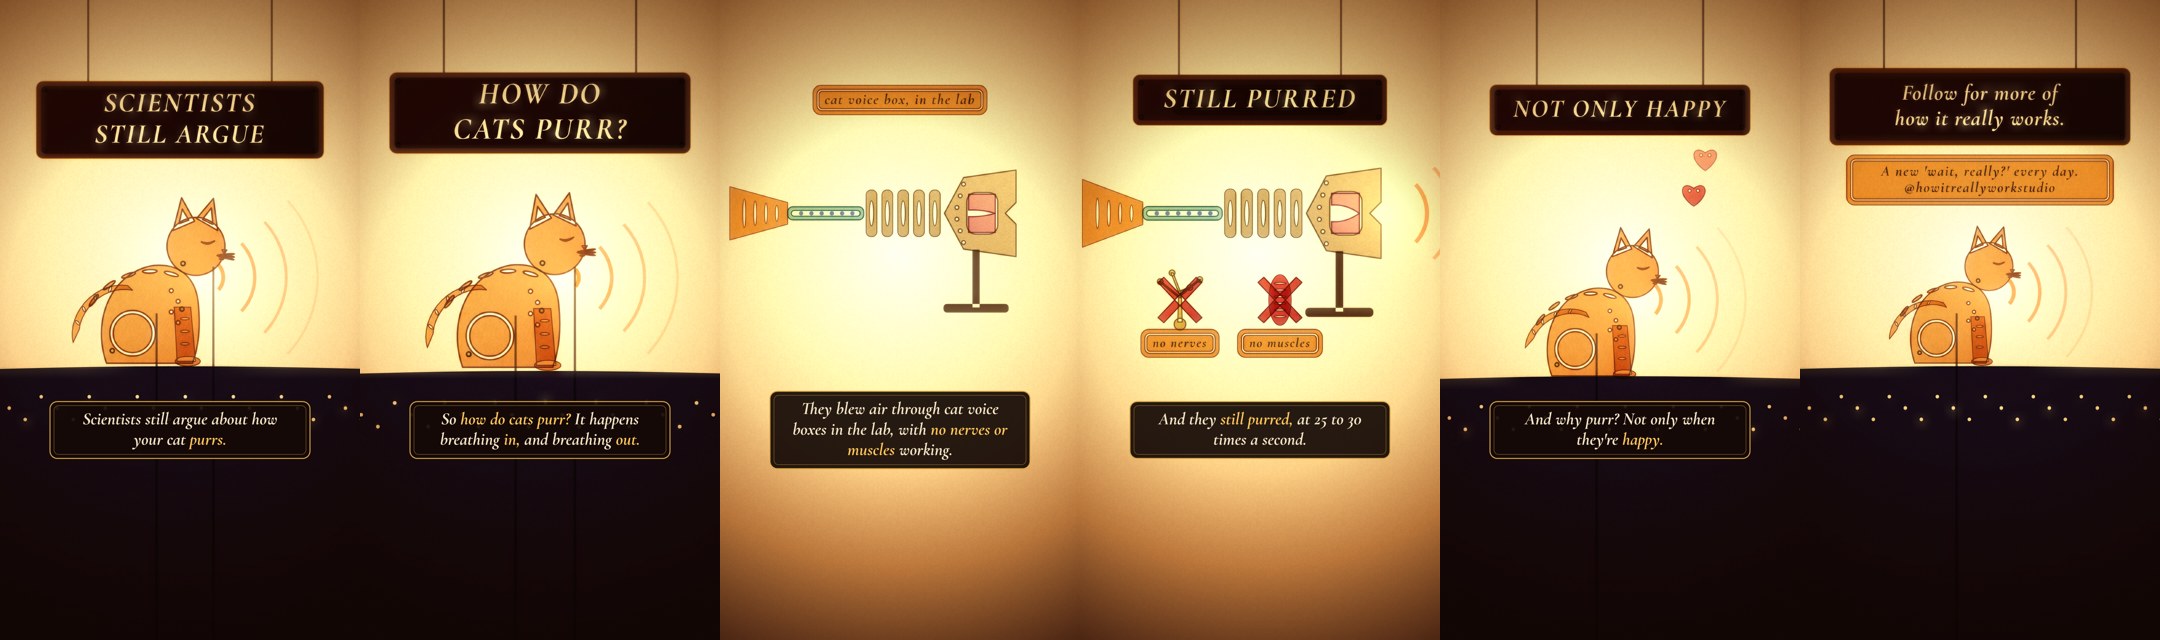 SCIENTISTS
STILL ARGUE
Scientists still argue about how
your cat purrs.
HOW DO
CATS PURR?
So how do cats purr? It happens
breathing in, and breathing out.
cat voice box, in the lab
They blew air through cat voice
boxes in the lab, with no nerves or
muscles working.
STILL PURRED
no nerves
no muscles
And they still purred, at 25 to 30
times a second.
NOT ONLY HAPPY
And why purr? Not only when
they're happy.
Follow for more of
how it really works.
A new 'wait, really?' every day.
@howitreallyworkstudio